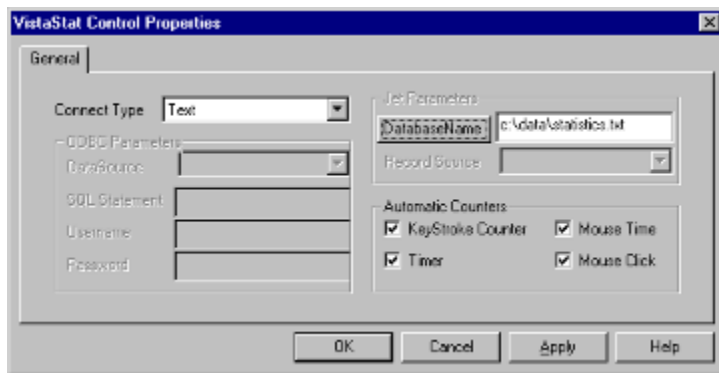 VistaStat Control Properties
General
Connect Type Text
ODBC Parameters
DataSource
SQL Statement
Username
Password
Jet Parameters
DatabaseName c:\data\statistics.txt
Record Source
Automatic Counters
KeyStroke Counter Mouse Time
Timer Mouse Click
OK Cancel Apply Help